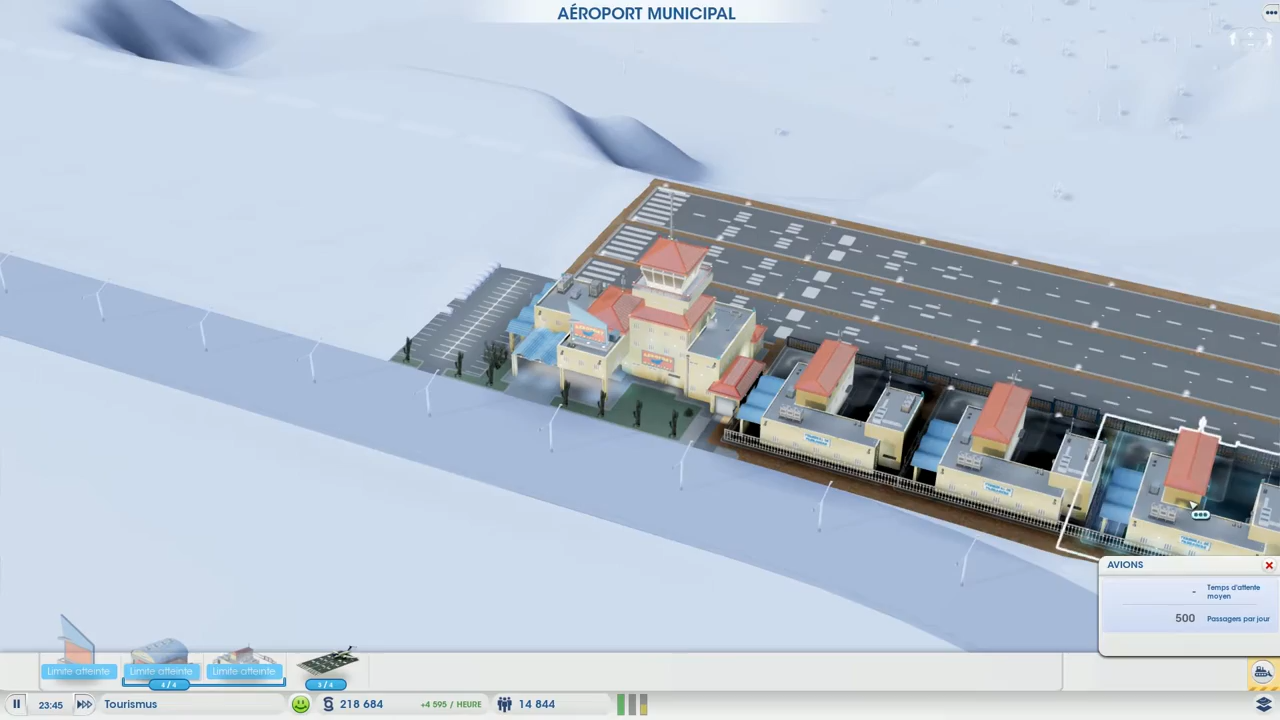 AÉROPORT MUNICIPAL
AVIONS
- Temps d'attente moyen
500 Passagers par jour
Limite atteinte
Limite atteinte
Limite atteinte
4 / 4
3 / 4
23:45
Tourismus
218 684
+4 595 / HEURE
14 844